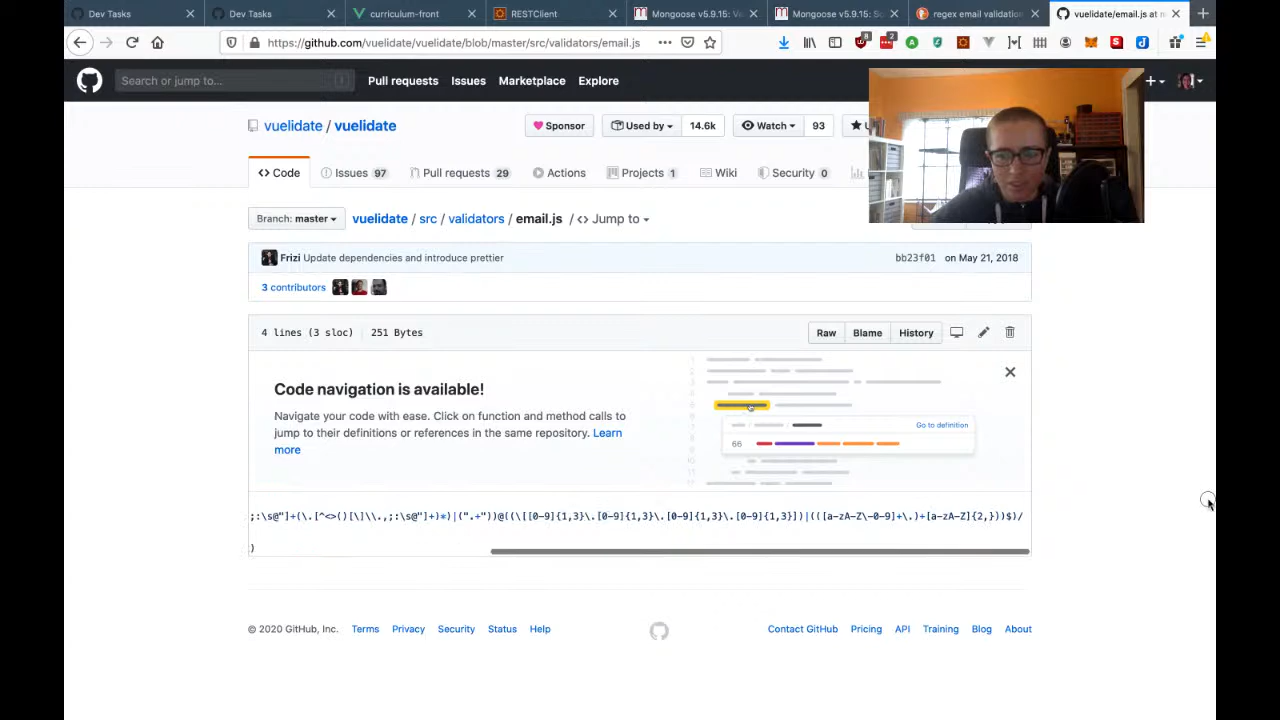 Dev Tasks
Dev Tasks
curriculum-front
RESTClient
Mongoose v5.9.15: Va
Mongoose v5.9.15: Sc
regex email validation
vuelidate/email.js at m
https://github.com/vuelidate/vuelidate/blob/master/src/validators/email.js
8
2
Search or jump to...
Pull requests
Issues
Marketplace
Explore
vuelidate / vuelidate
Sponsor
Used by
14.6k
Watch
93
Code
Issues 97
Pull requests 29
Actions
Projects 1
Wiki
Security 0
Branch: master
vuelidate / src / validators / email.js / <> Jump to
Frizi Update dependencies and introduce prettier
bb23f01 on May 21, 2018
3 contributors
4 lines (3 sloc) 251 Bytes
Raw
Blame
History
Code navigation is available!
Navigate your code with ease. Click on function and method calls to
jump to their definitions or references in the same repository. Learn
more
Go to definition
66
;:\s@"]+(\.[^<>()[\]\\.,;:\s@"]+)*)|(".+"))@((\[[0-9]{1,3}\.[0-9]{1,3}\.[0-9]{1,3}\.[0-9]{1,3}])|(([a-zA-Z\-0-9]+\.)+[a-zA-Z]{2,}))$)/
)
© 2020 GitHub, Inc.
Terms
Privacy
Security
Status
Help
Contact GitHub
Pricing
API
Training
Blog
About